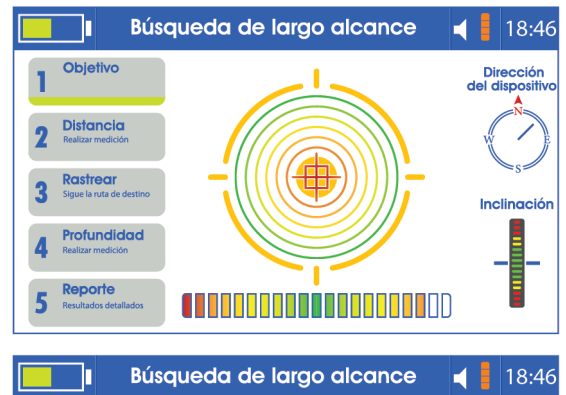 Búsqueda de largo alcance
18:46
1
Objetivo
2
Distancia
Realizar medición
3
Rastrear
Sigue la ruta de destino
4
Profundidad
Realizar medición
5
Reporte
Resultados detallados
Dirección
del dispositivo
N
W
E
S
Inclinación
Búsqueda de largo alcance
18:46